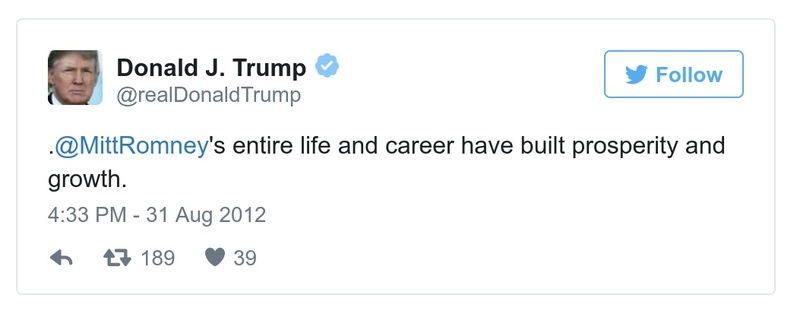 Donald J. Trump
@realDonaldTrump
Follow
.@MittRomney's entire life and career have built prosperity and
growth.
4:33 PM - 31 Aug 2012
189 39